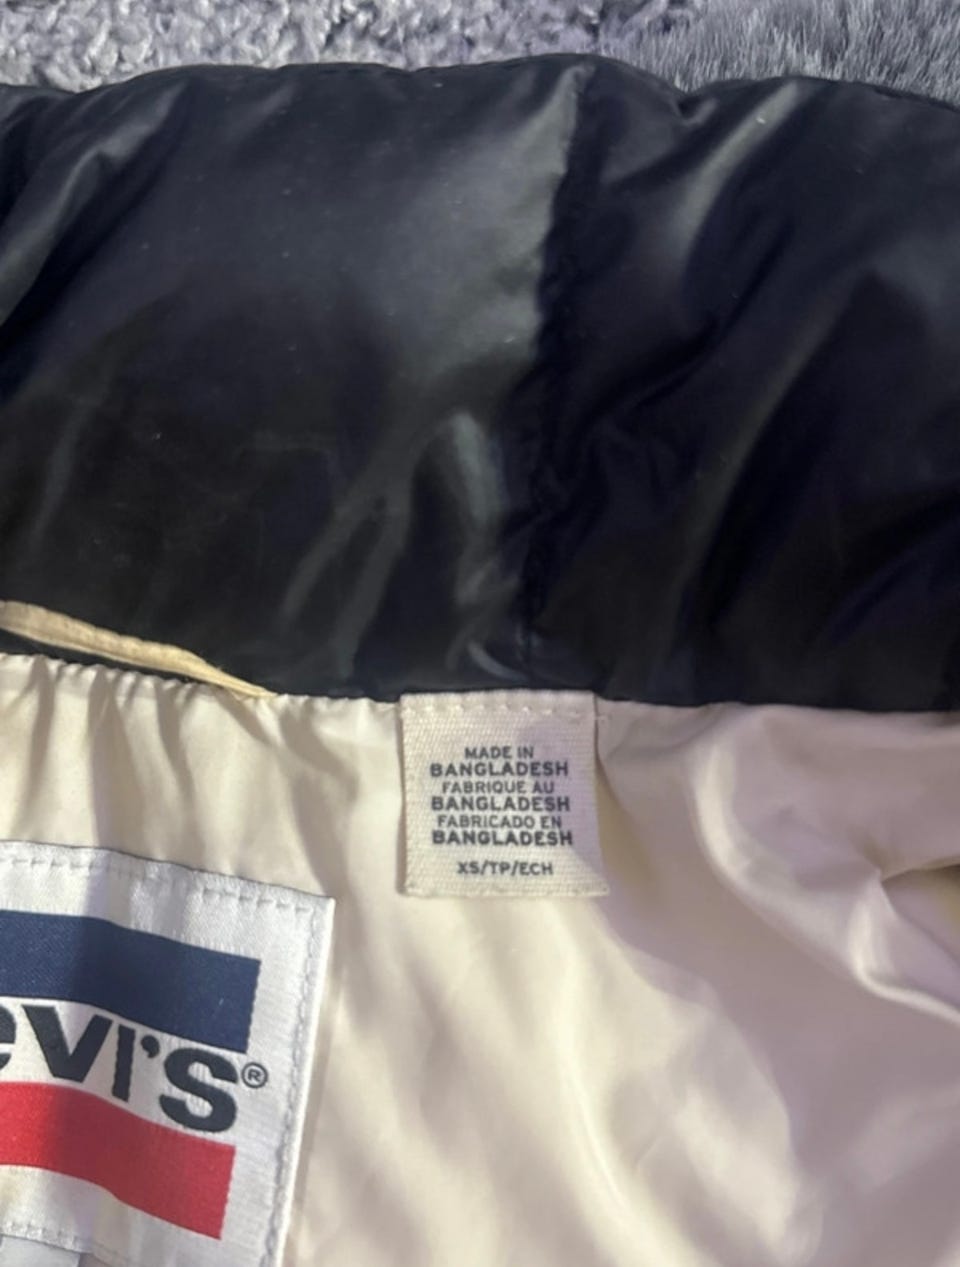 MADE IN
BANGLADESH
FABRIQUE AU
BANGLADESH
FABRICADO EN
BANGLADESH
XS/TP/ECH
evi's®